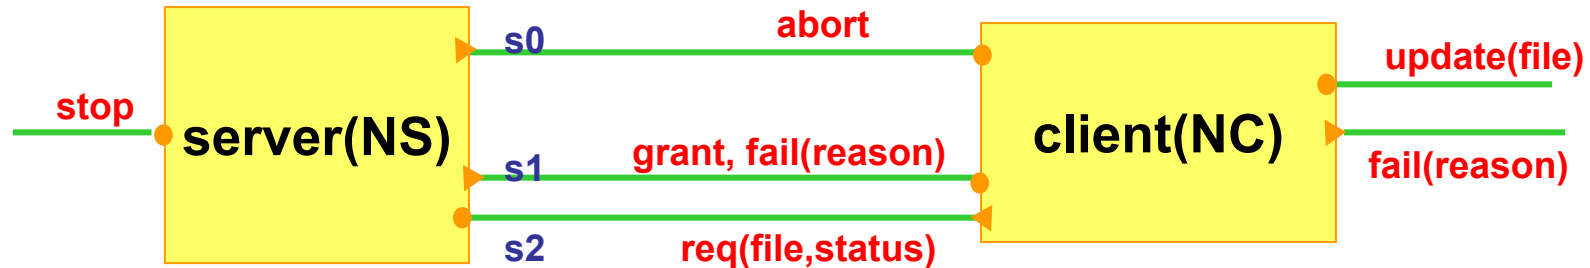 stop
server(NS)
s0
abort
s1
grant, fail(reason)
s2
req(file,status)
client(NC)
update(file)
fail(reason)